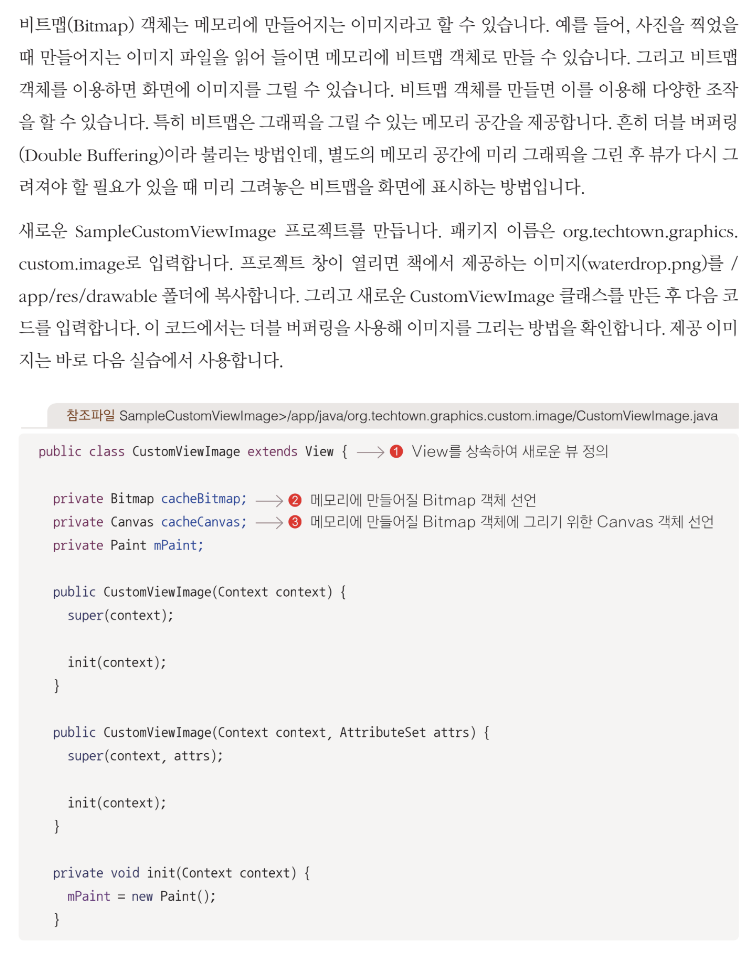 비트맵(Bitmap) 객체는 메모리에 만들어지는 이미지라고 할 수 있습니다. 예를 들어, 사진을 찍었을
때 만들어지는 이미지 파일을 읽어 들이면 메모리에 비트맵 객체로 만들 수 있습니다. 그리고 비트맵
객체를 이용하면 화면에 이미지를 그릴 수 있습니다. 비트맵 객체를 만들면 이를 이용해 다양한 조작
을 할 수 있습니다. 특히 비트맵은 그래픽을 그릴 수 있는 메모리 공간을 제공합니다. 흔히 더블 버퍼링
(Double Buffering)이라 불리는 방법인데, 별도의 메모리 공간에 미리 그래픽을 그린 후 뷰가 다시 그
려져야 할 필요가 있을 때 미리 그려놓은 비트맵을 화면에 표시하는 방법입니다.
새로운 SampleCustomViewImage 프로젝트를 만듭니다. 패키지 이름은 org.techtown.graphics.
custom.image로 입력합니다. 프로젝트 창이 열리면 책에서 제공하는 이미지(waterdrop.png)를 /
app/res/drawable 폴더에 복사합니다. 그리고 새로운 CustomViewImage 클래스를 만든 후 다음 코
드를 입력합니다. 이 코드에서는 더블 버퍼링을 사용해 이미지를 그리는 방법을 확인합니다. 제공 이미
지는 바로 다음 실습에서 사용합니다.
참조파일 SampleCustomViewImage>/app/java/org.techtown.graphics.custom.image/CustomViewImage.java
public class CustomViewImage extends View { → ❶ View를 상속하여 새로운 뷰 정의
private Bitmap cacheBitmap; → ❷ 메모리에 만들어질 Bitmap 객체 선언
private Canvas cacheCanvas; → ❸ 메모리에 만들어질 Bitmap 객체에 그리기 위한 Canvas 객체 선언
private Paint mPaint;
public CustomViewImage(Context context) {
super(context);
init(context);
}
public CustomViewImage(Context context, AttributeSet attrs) {
super(context, attrs);
init(context);
}
private void init(Context context) {
mPaint = new Paint();
}